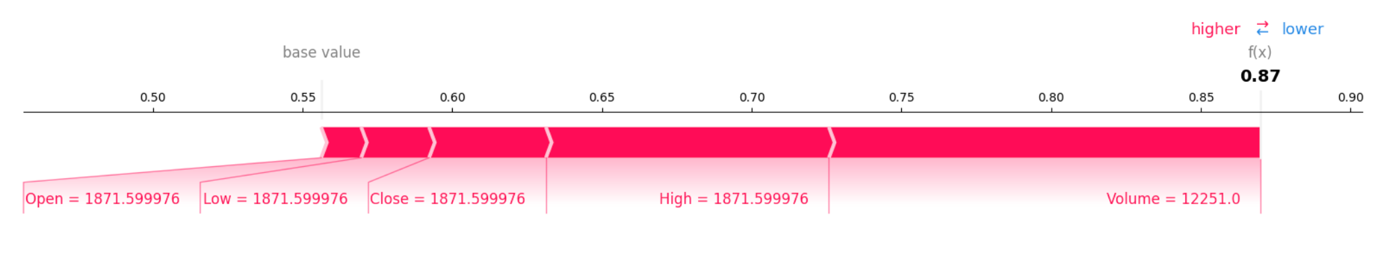 higher ⇄ lower
base value
f(x)
0.87
0.50 0.55 0.60 0.65 0.70 0.75 0.80 0.85 0.90
Open = 1871.599976 Low = 1871.599976 Close = 1871.599976 High = 1871.599976 Volume = 12251.0